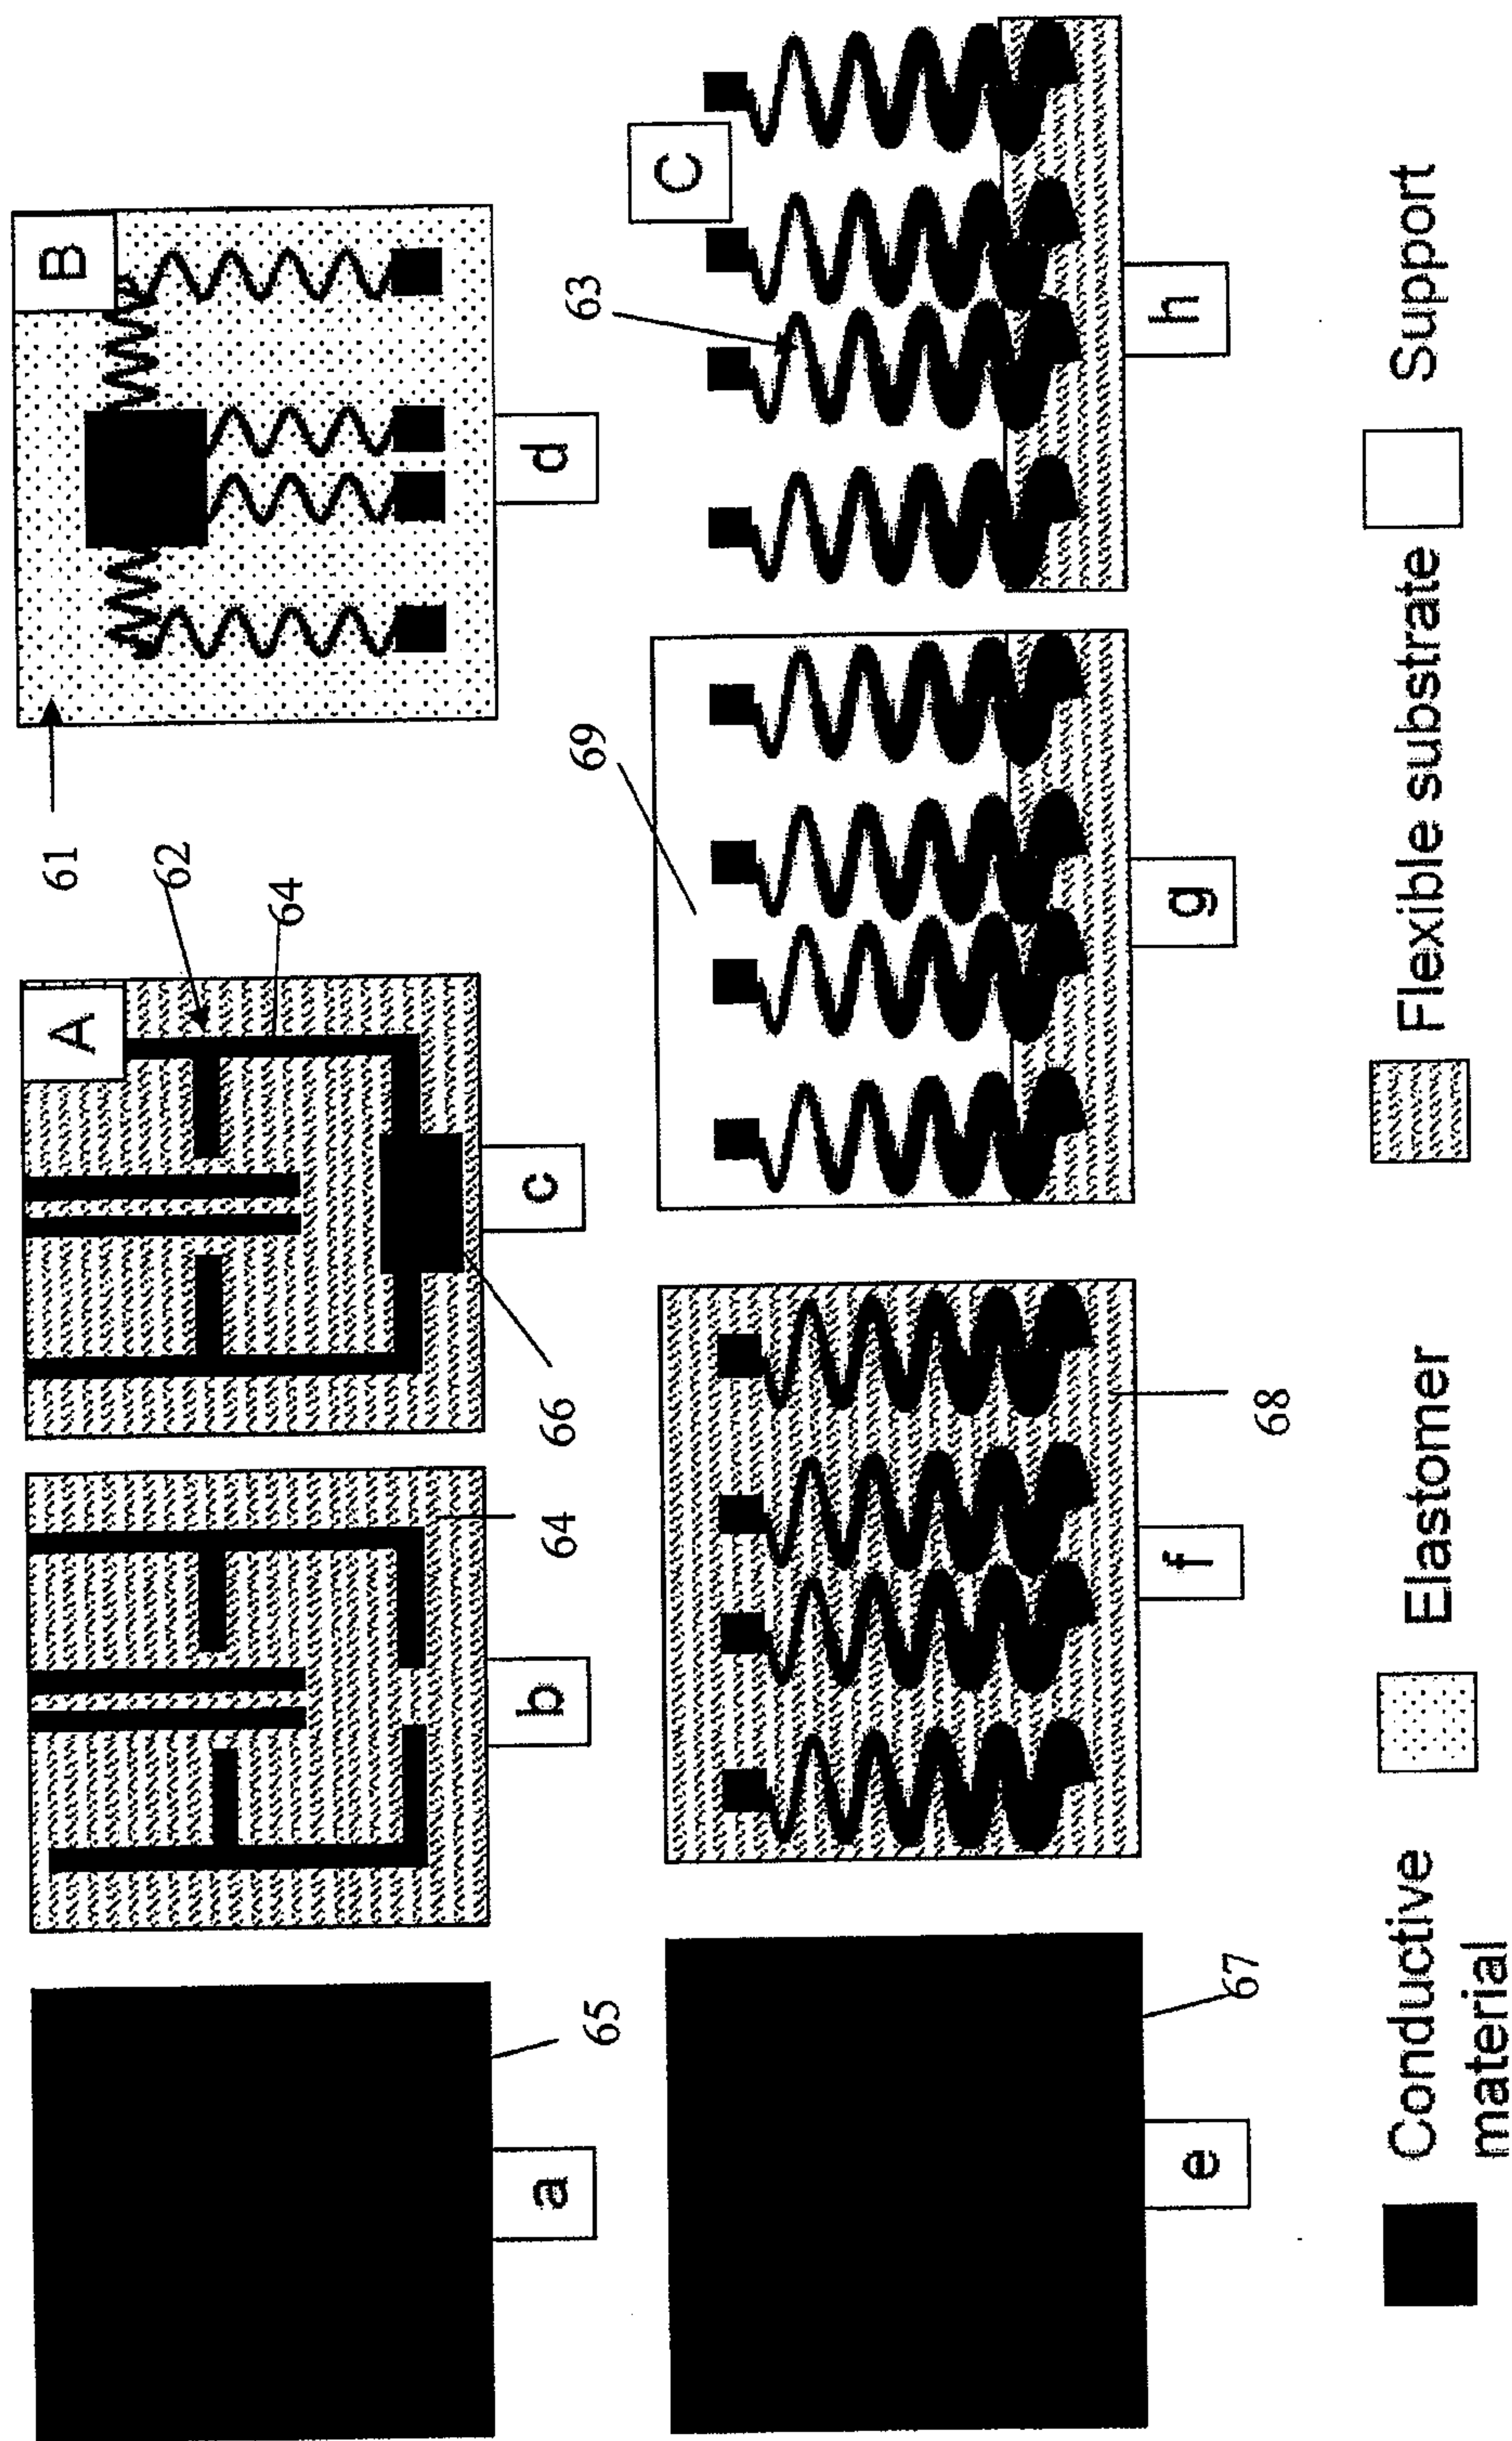 A
B
61
62
64
65
64
66
a
b
c
d
69
63
C
67
68
e
f
g
h
Conductive
material
Elastomer
Flexible substrate
Support